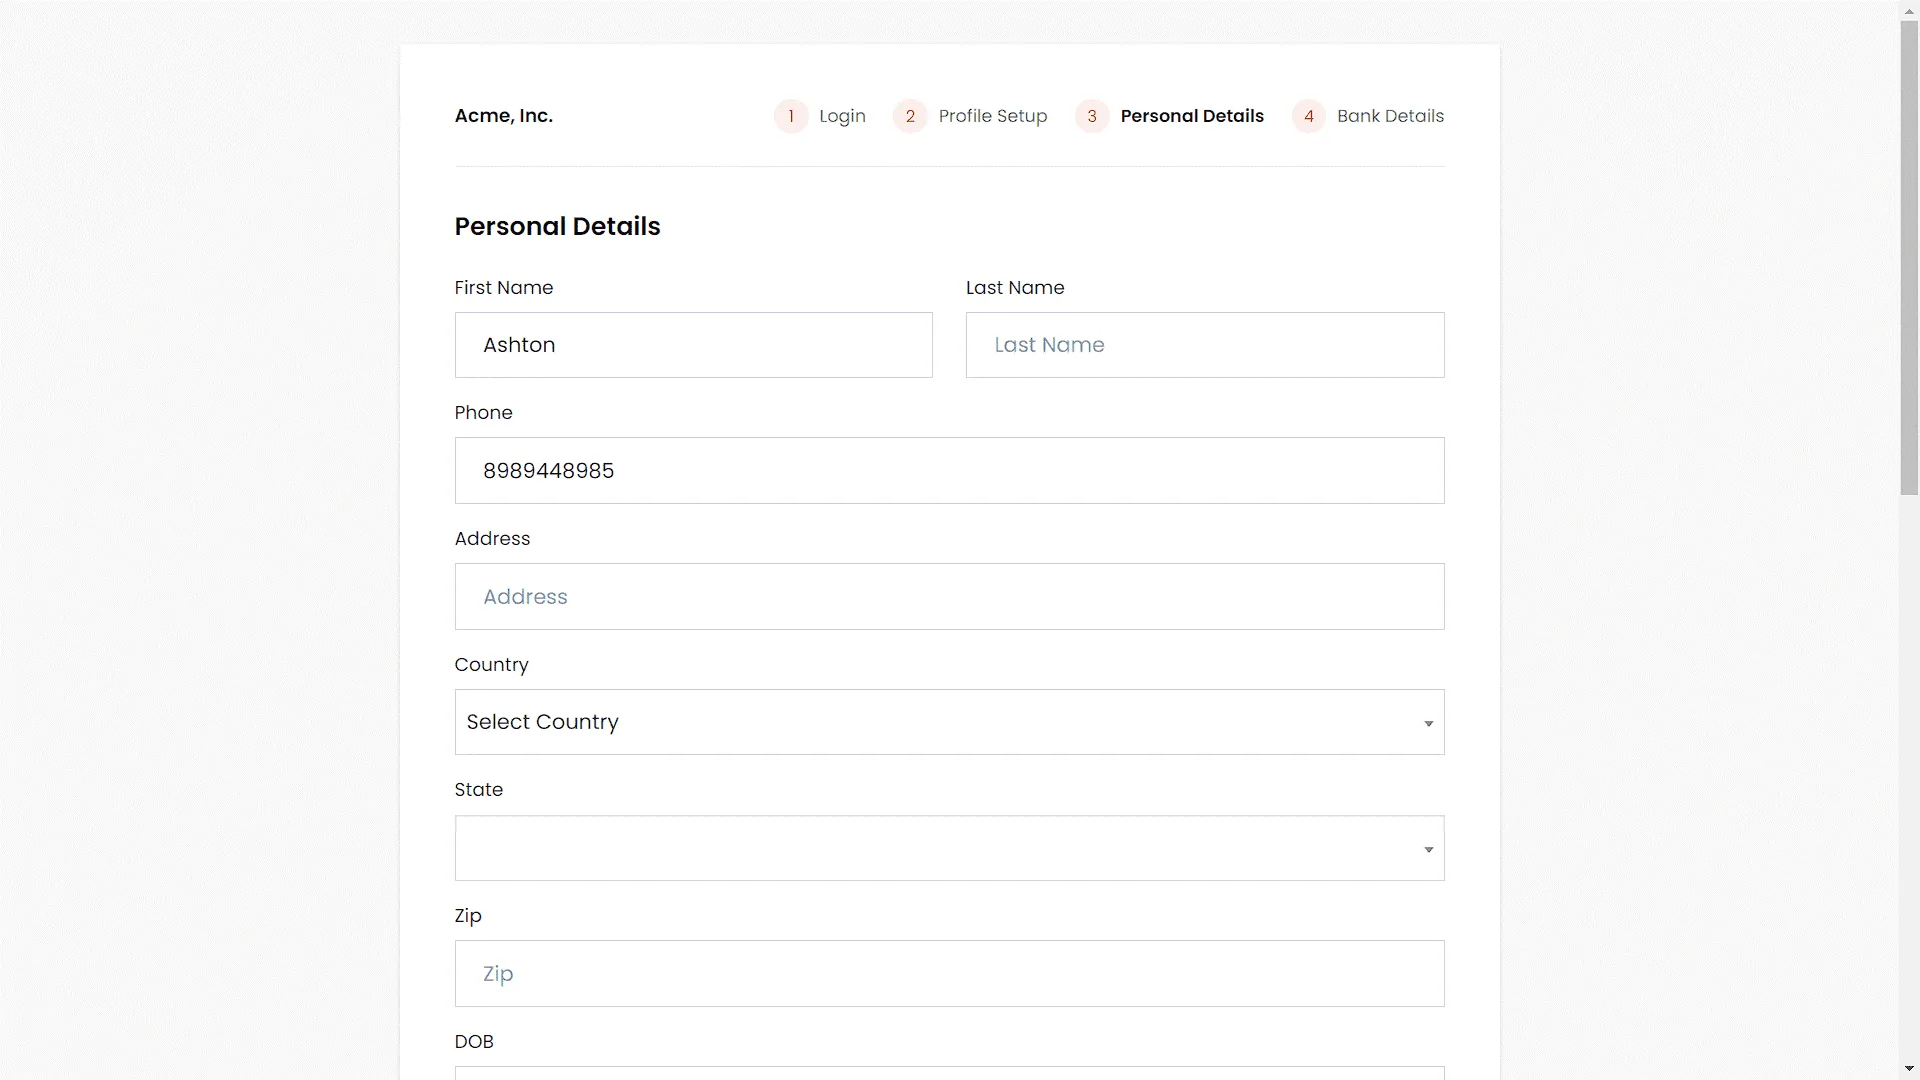 Acme, Inc.
1 Login 2 Profile Setup 3 Personal Details 4 Bank Details
Personal Details
First Name Last Name
Ashton Last Name
Phone
8989448985
Address
Address
Country
Select Country
State
Zip
Zip
DOB